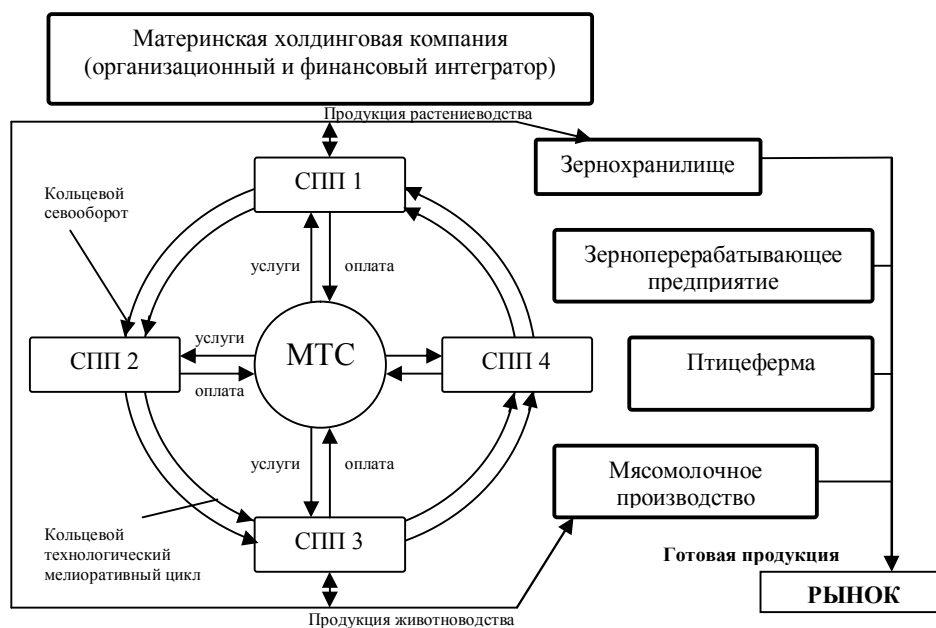 Материнская холдинговая компания
(организационный и финансовый интегратор)
Продукция растениеводства
Зернохранилище
СПП 1
Кольцевой
севооборот
услуги
оплата
Зерноперерабатывающее
предприятие
СПП 2
услуги
оплата
МТС
СПП 4
Птицеферма
услуги
оплата
Мясомолочное
производство
СПП 3
Кольцевой
технологический
мелиоративный цикл
Готовая продукция
РЫНОК
Продукция животноводства